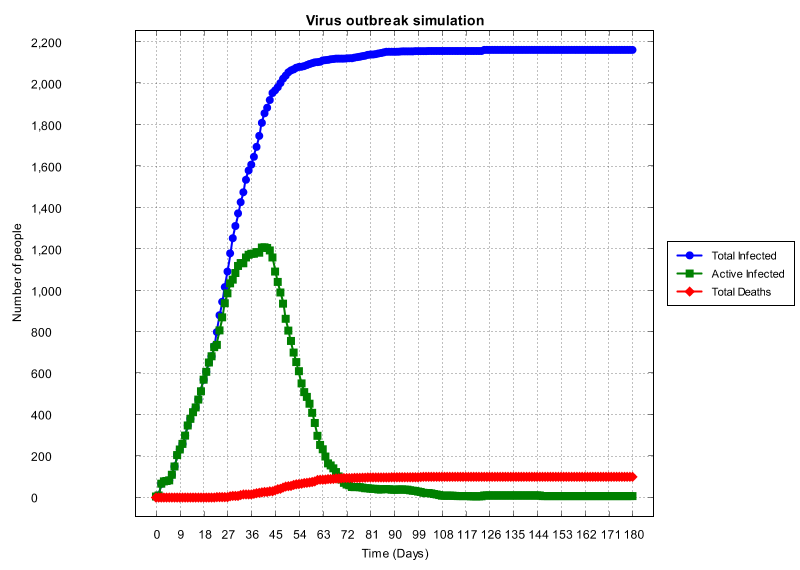 Virus outbreak simulation
2,200
2,000
1,800
1,600
1,400
1,200
1,000
800
600
400
200
0
Number of people
0 9 18 27 36 45 54 63 72 81 90 99 108 117 126 135 144 153 162 171 180
Time (Days)
Total Infected
Active Infected
Total Deaths